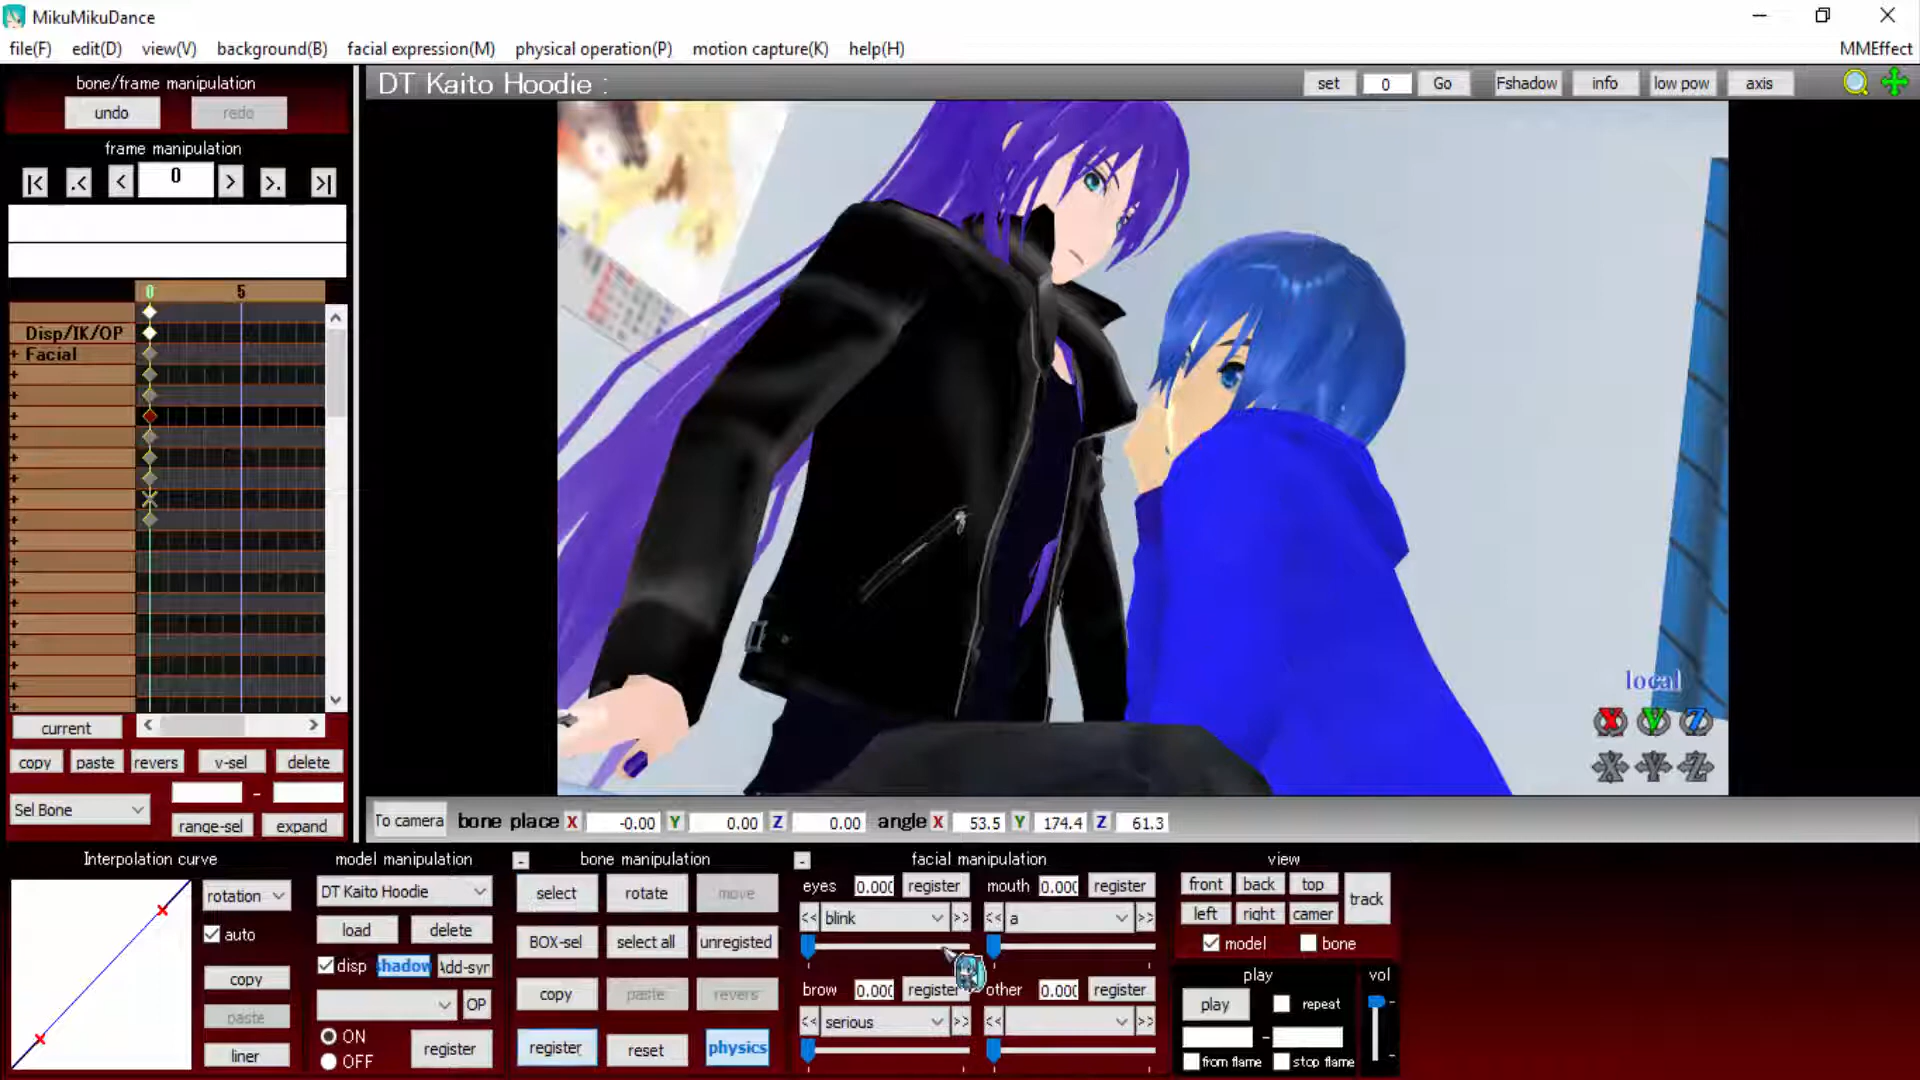 MikuMikuDance
file(F) edit(D) view(V) background(B) facial expression(M) physical operation(P) motion capture(K) help(H) MMEffect
bone/frame manipulation
undo redo
frame manipulation
|< .< < 0 > >. >|
DT Kaito Hoodie :
set 0 Go Fshadow info low pow axis
0 5
Disp/IK/OP
+ Facial
current
copy paste revers v-sel delete
Sel Bone -
range-sel expand
local
X Y Z
X Y Z
To camera bone place X -0.00 Y 0.00 Z 0.00 angle X 53.5 Y 174.4 Z 61.3
Interpolation curve
rotation
auto
copy
paste
liner
model manipulation
DT Kaito Hoodie
load delete
disp shadow Add-syn
OP
ON
OFF
register
- bone manipulation
select rotate move
BOX-sel select all unregisted
copy paste revers
register reset physics
- facial manipulation
eyes 0.000 register mouth 0.000 register
<< blink >> << a >>
brow 0.000 register other 0.000 register
<< serious >> << >>
view
front back top
left right camer
track
model bone
play
play repeat
-
from flame stop flame
vol